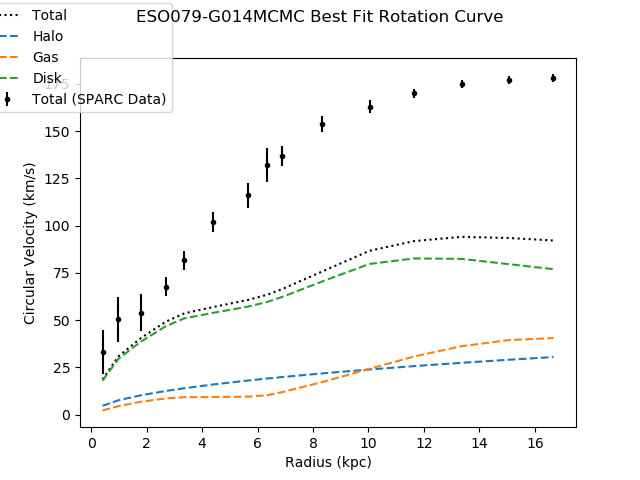 ESO079-G014MCMC Best Fit Rotation Curve
Total
Halo
Gas
Disk
Total (SPARC Data)
175
150
125
100
75
50
25
0
Circular Velocity (km/s)
0 2 4 6 8 10 12 14 16
Radius (kpc)